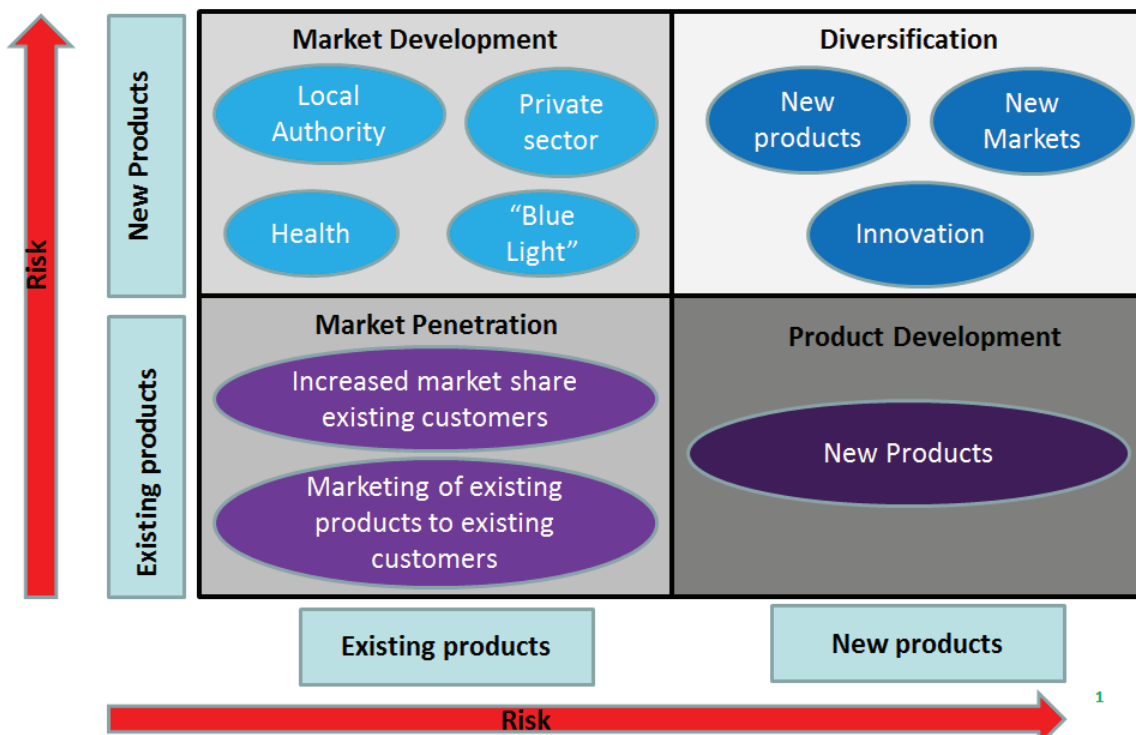 Risk
New Products
Existing products
Market Development
Local
Authority
Private
sector
Health
“Blue
Light”
Diversification
New
products
New
Markets
Innovation
Market Penetration
Increased market share
existing customers
Marketing of existing
products to existing
customers
Product Development
New Products
Existing products
New products
Risk
1